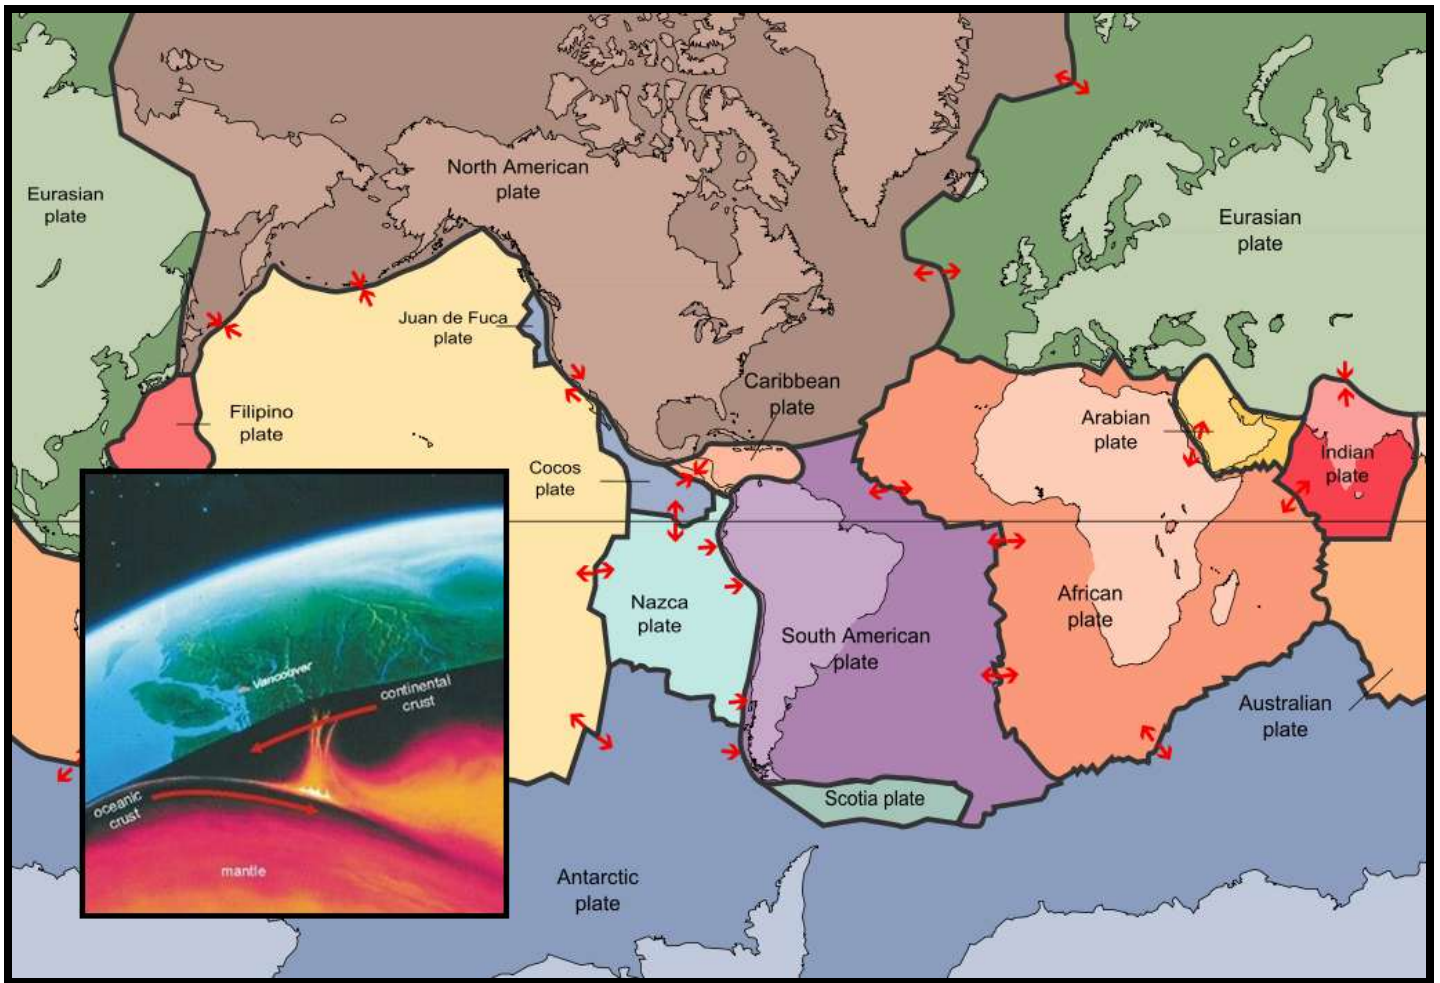 North American
plate
Eurasian
plate
Eurasian
plate
Juan de Fuca
plate
Caribbean
plate
Filipino
plate
Arabian
plate
Cocos
plate
Indian
plate
Nazca
plate
South American
plate
African
plate
Australian
plate
Scotia plate
Antarctic
plate
Vancouver
continental
crust
oceanic
crust
mantle